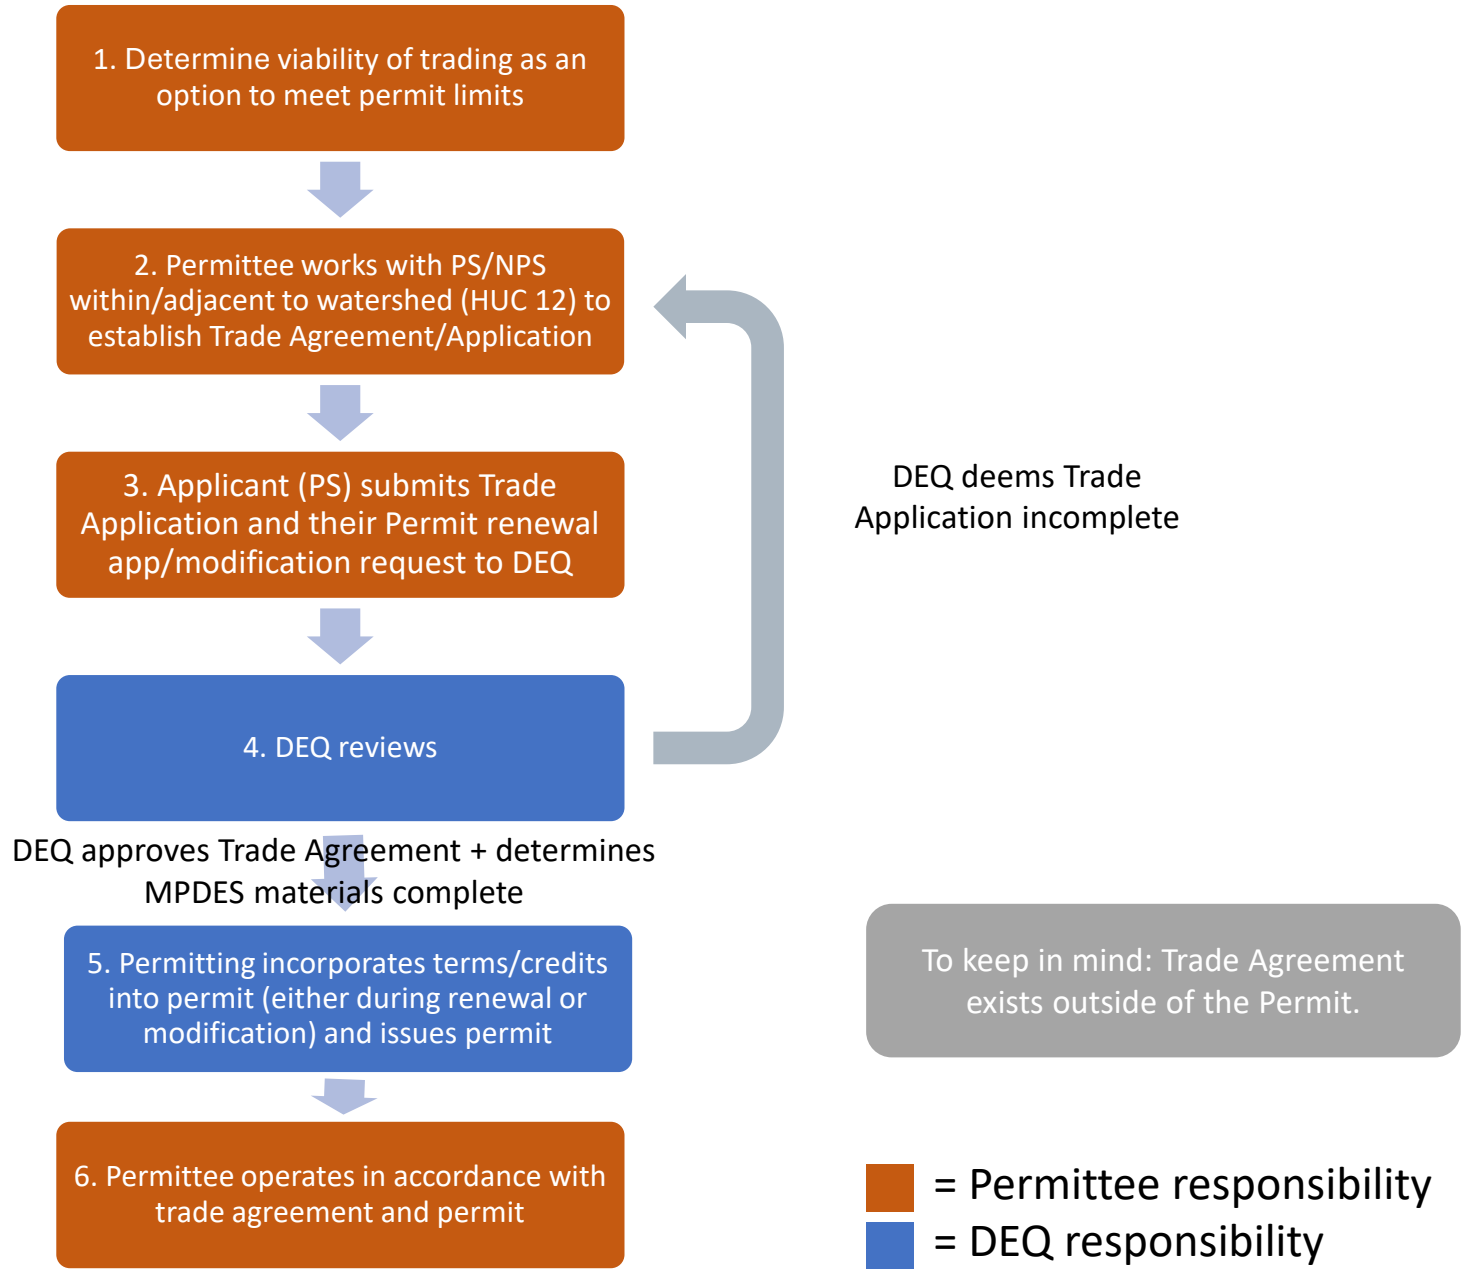 1. Determine viability of trading as an
option to meet permit limits
2. Permittee works with PS/NPS
within/adjacent to watershed (HUC 12) to
establish Trade Agreement/Application
3. Applicant (PS) submits Trade
Application and their Permit renewal
app/modification request to DEQ
DEQ deems Trade
Application incomplete
4. DEQ reviews
DEQ approves Trade Agreement + determines
MPDES materials complete
5. Permitting incorporates terms/credits
into permit (either during renewal or
modification) and issues permit
To keep in mind: Trade Agreement
exists outside of the Permit.
6. Permittee operates in accordance with
trade agreement and permit
= Permittee responsibility
= DEQ responsibility